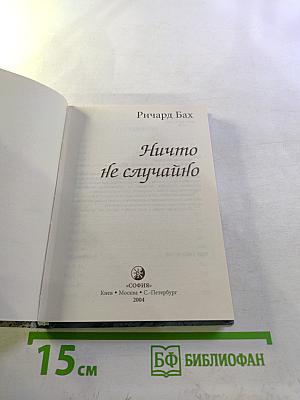 Ричард Бах
Ничто
не случайно
«СОФИЯ»
Киев • Москва • С.-Петербург
2004
15 см
БФ БИБЛИОФАН